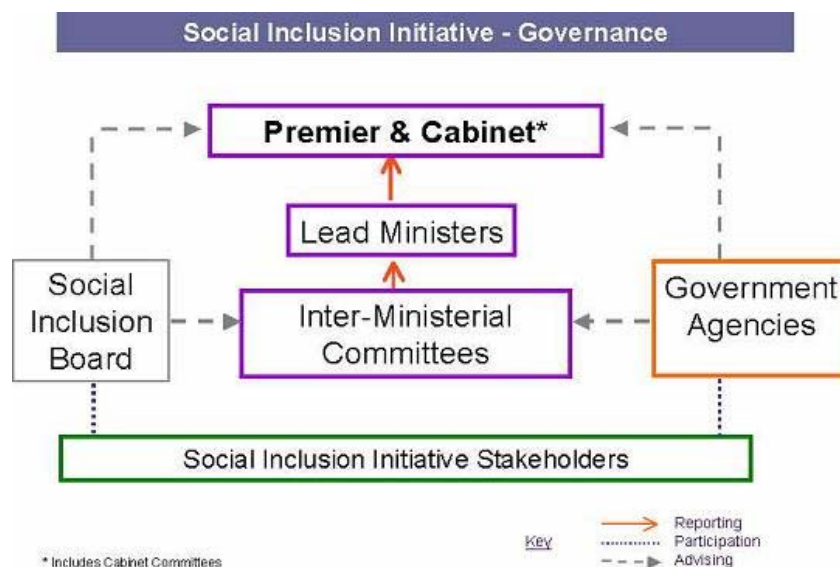 Social Inclusion Initiative - Governance
Premier & Cabinet*
Lead Ministers
Social
Inclusion
Board
Inter-Ministerial
Committees
Government
Agencies
Social Inclusion Initiative Stakeholders
Key
Reporting
Participation
Advising
* Includes Cabinet Committees